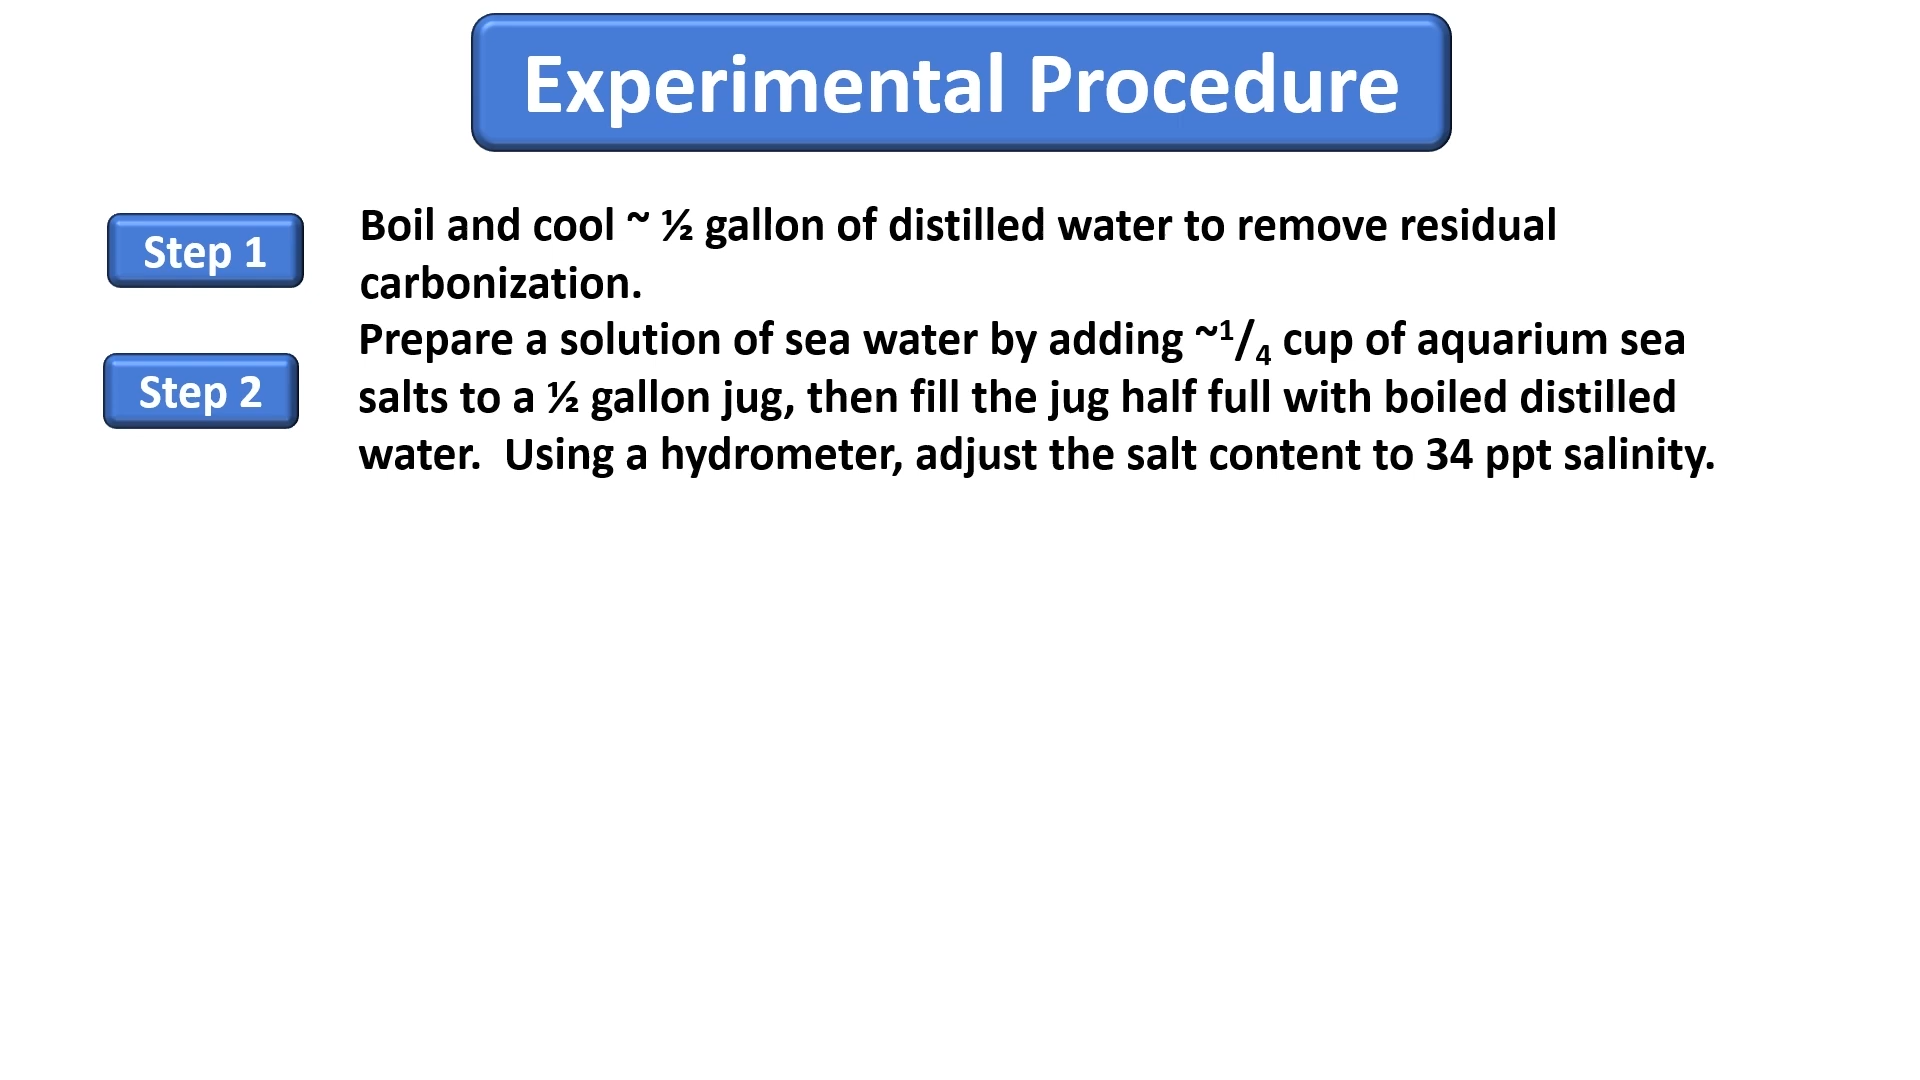 Experimental Procedure
Step 1
Boil and cool ~ ½ gallon of distilled water to remove residual
carbonization.
Step 2
Prepare a solution of sea water by adding ~¹/₄ cup of aquarium sea
salts to a ½ gallon jug, then fill the jug half full with boiled distilled
water.  Using a hydrometer, adjust the salt content to 34 ppt salinity.